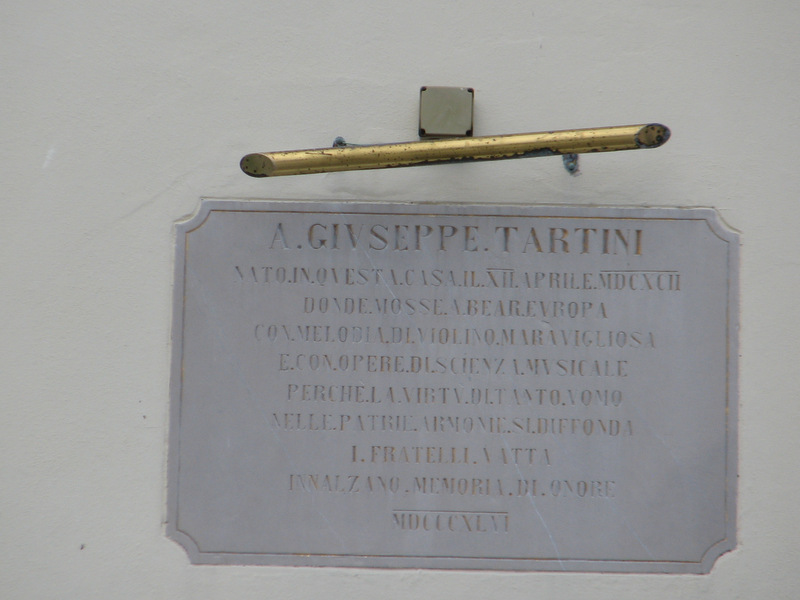 A.GIVSEPPE.TARTINI
NATO.IN.QVESTA.CASA.IL.XII.APRILE.MDCXCII
DONDE.MOSSE.A.BEAR.EVROPA
CON.MELODIA.DI.VIOLINO.MARAVIGLIOSA
E.CON.OPERE.DI.SCIENZA.MVSICALE
PERCHE.LA.VIRTV.DI.TANTO.VOMO
NELLE.PATRIE.ARMONIE.SI.DIFFONDA
I.FRATELLI.VATTA
INNALZANO.MEMORIA.DI.ONORE
MDCCCXLVI